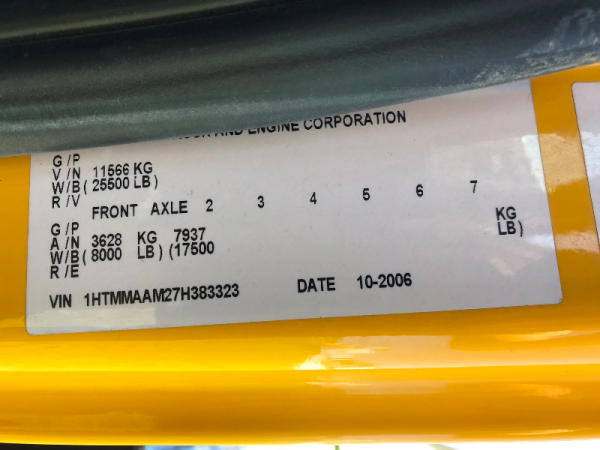 AND ENGINE CORPORATION
G/P
V/N 11566 KG
W/B( 25500 LB)
R/V
FRONT AXLE 2 3 4 5 6 7
G/P
A/N 3628 KG 7937 KG
W/B( 8000 LB) (17500 LB)
R/E
VIN 1HTMMAAM27H383323 DATE 10-2006